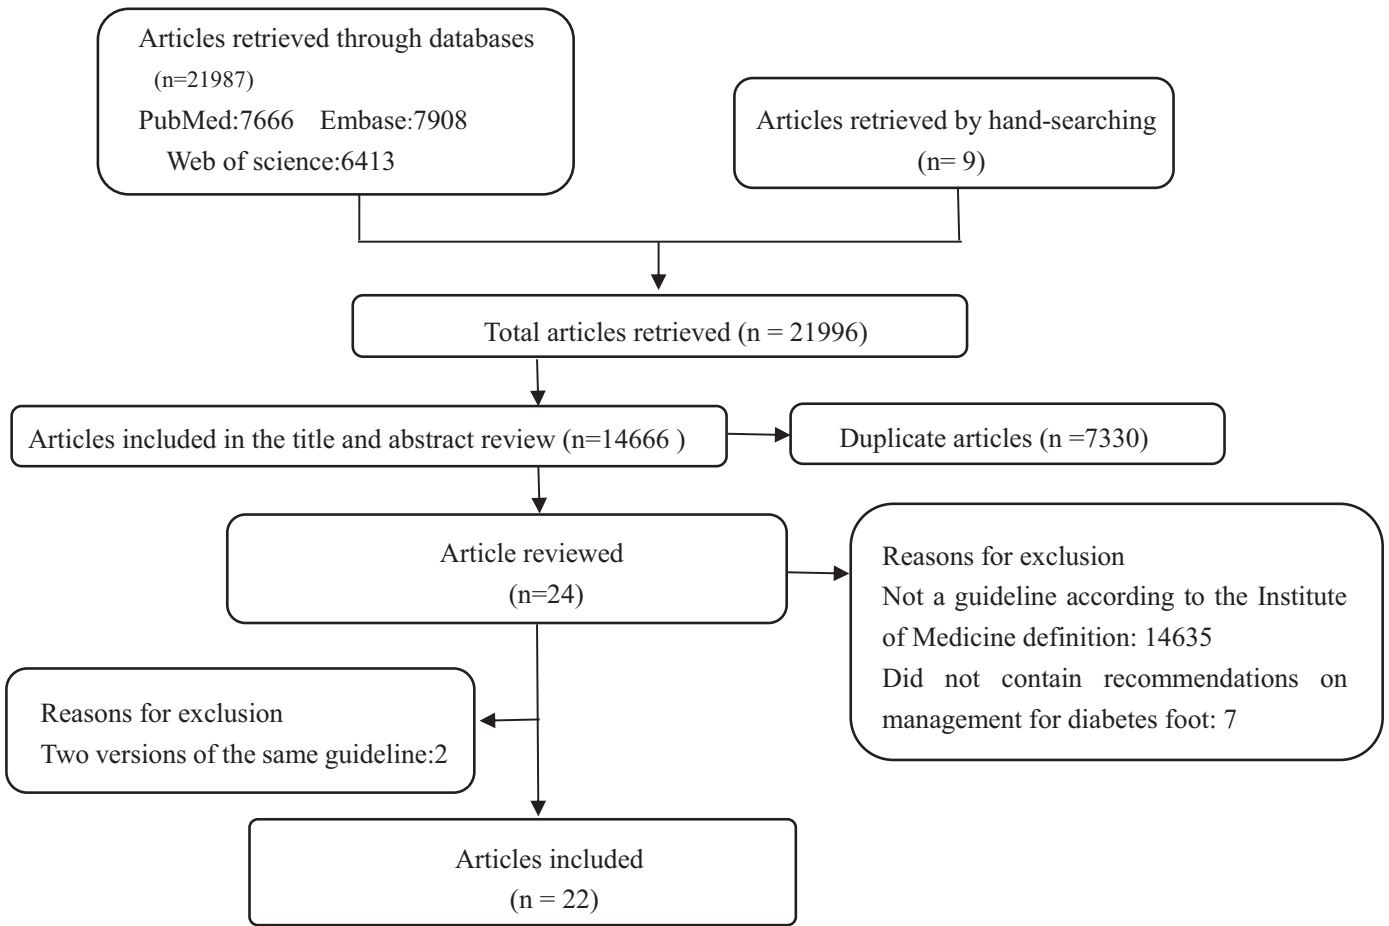 Articles retrieved through databases
(n=21987)
PubMed:7666 Embase:7908
Web of science:6413
Articles retrieved by hand-searching
(n= 9)
Total articles retrieved (n = 21996)
Articles included in the title and abstract review (n=14666 )
Duplicate articles (n =7330)
Article reviewed
(n=24)
Reasons for exclusion
Not a guideline according to the Institute
of Medicine definition: 14635
Did not contain recommendations on
management for diabetes foot: 7
Reasons for exclusion
Two versions of the same guideline:2
Articles included
(n = 22)